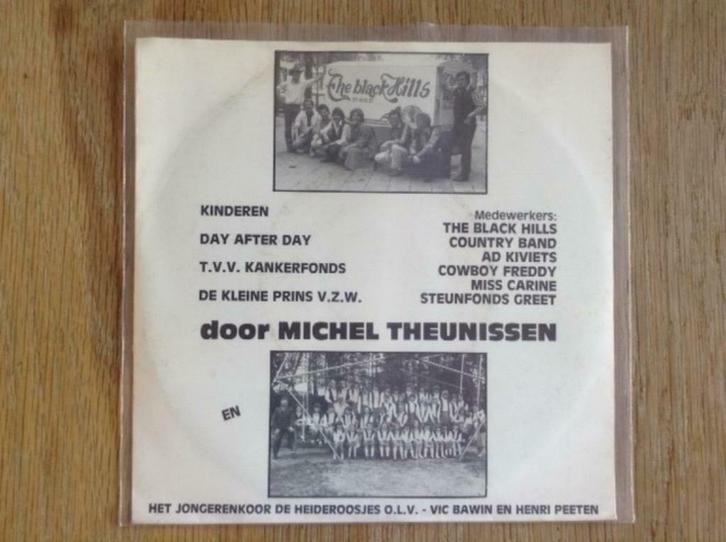 The black Hills
KINDEREN
DAY AFTER DAY
T.V.V. KANKERFONDS
DE KLEINE PRINS V.Z.W.
Medewerkers:
THE BLACK HILLS
COUNTRY BAND
AD KIVIETS
COWBOY FREDDY
MISS CARINE
STEUNFONDS GREET
door MICHEL THEUNISSEN
EN
HET JONGERENKOOR DE HEIDEROOSJES O.L.V. - VIC BAWIN EN HENRI PEETEN